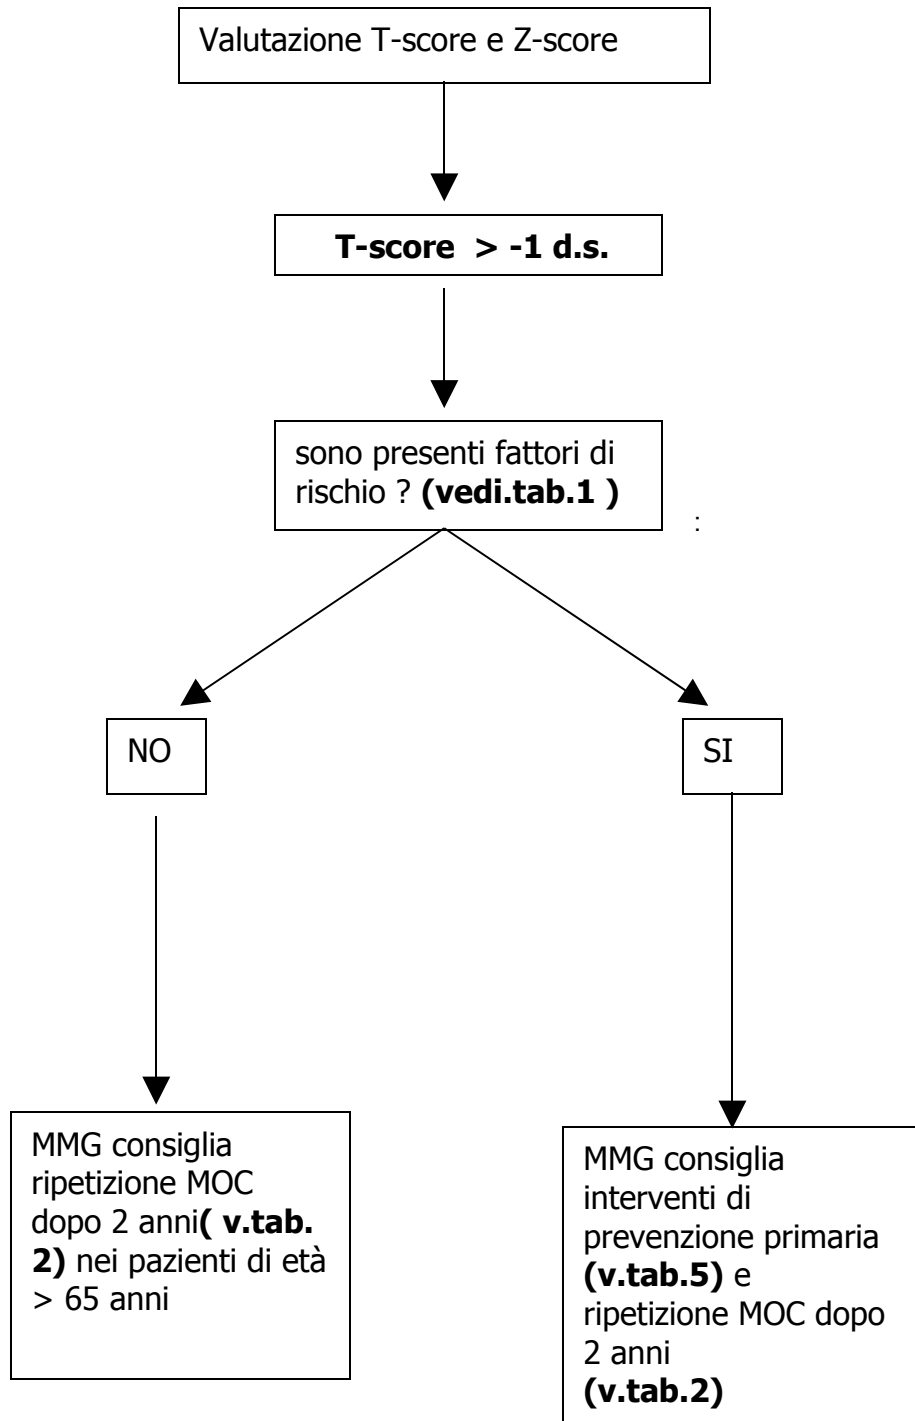 Valutazione T-score e Z-score
T-score > -1 d.s.
sono presenti fattori di
rischio ? (vedi.tab.1 )
:
NO
SI
MMG consiglia
ripetizione MOC
dopo 2 anni( v.tab.
2) nei pazienti di età
> 65 anni
MMG consiglia
interventi di
prevenzione primaria
(v.tab.5) e
ripetizione MOC dopo
2 anni
(v.tab.2)